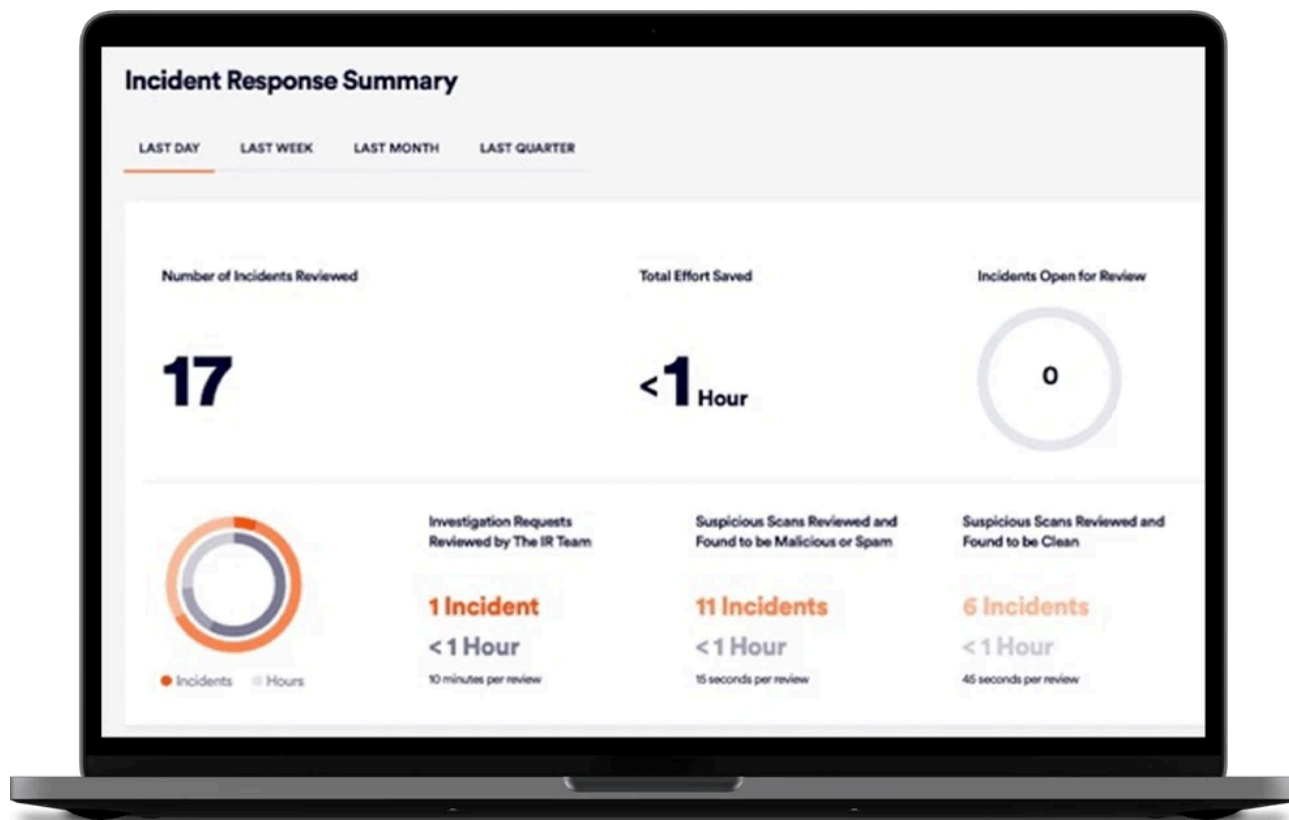 Incident Response Summary
LAST DAY LAST WEEK LAST MONTH LAST QUARTER
Number of Incidents Reviewed
17
Total Effort Saved
<1 Hour
Incidents Open for Review
0
Incidents Hours
Investigation Requests
Reviewed by The IR Team
1 Incident
< 1 Hour
10 minutes per review
Suspicious Scans Reviewed and
Found to be Malicious or Spam
11 Incidents
< 1 Hour
15 seconds per review
Suspicious Scans Reviewed and
Found to be Clean
6 Incidents
< 1 Hour
45 seconds per review